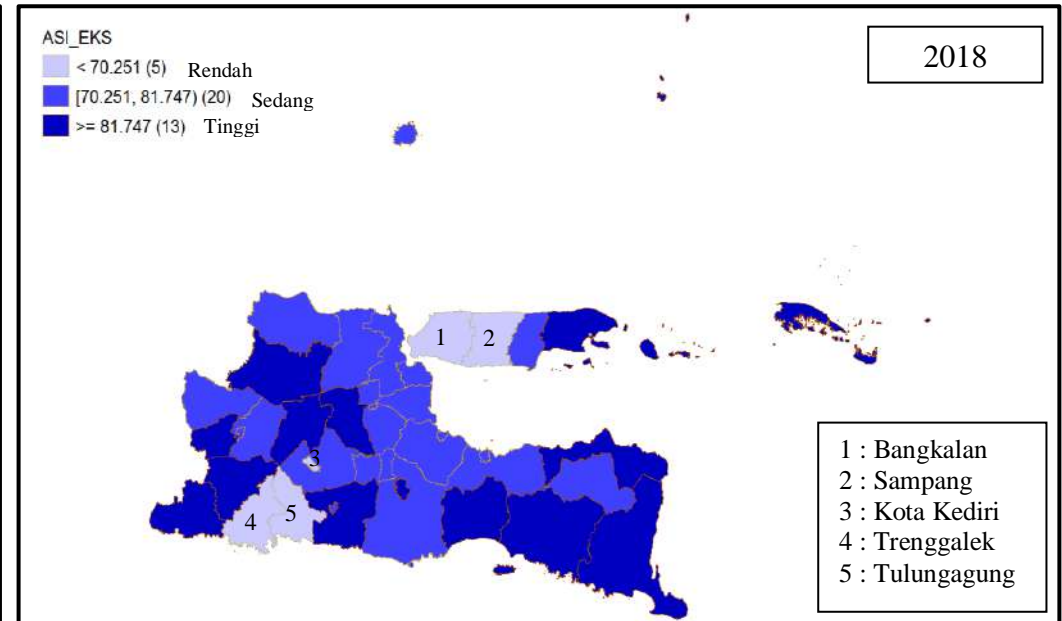 ASI_EKS
< 70.251 (5) Rendah
[70.251, 81.747) (20) Sedang
>= 81.747 (13) Tinggi
2018
1
2
3
4
5
1 : Bangkalan
2 : Sampang
3 : Kota Kediri
4 : Trenggalek
5 : Tulungagung